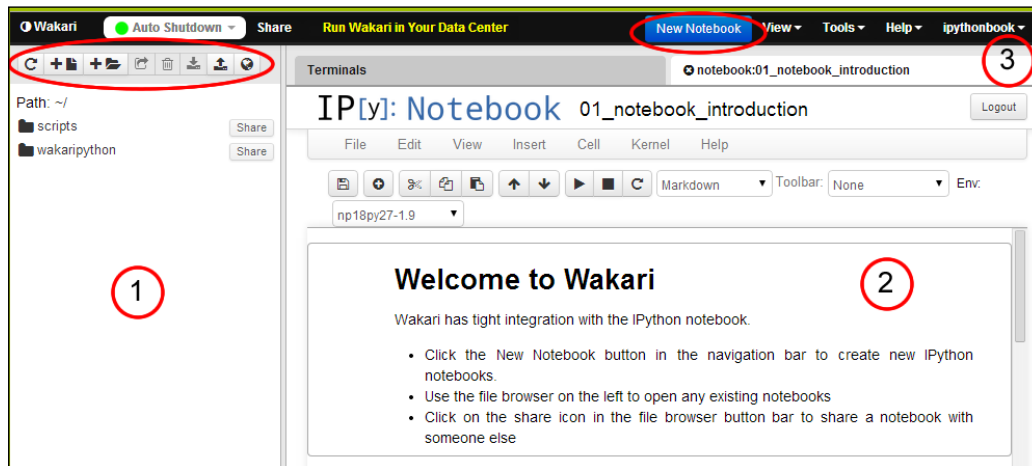 Wakari Auto Shutdown Share Run Wakari in Your Data Center New Notebook View Tools Help ipythonbook
3
Terminals notebook:01_notebook_introduction
Path: ~/
IP[y]: Notebook 01_notebook_introduction Logout
scripts Share
wakaripython Share
File Edit View Insert Cell Kernel Help
Markdown Toolbar: None Env:
np18py27-1.9
1
2
Welcome to Wakari
Wakari has tight integration with the IPython notebook.
• Click the New Notebook button in the navigation bar to create new IPython
notebooks.
• Use the file browser on the left to open any existing notebooks
• Click on the share icon in the file browser button bar to share a notebook with
someone else